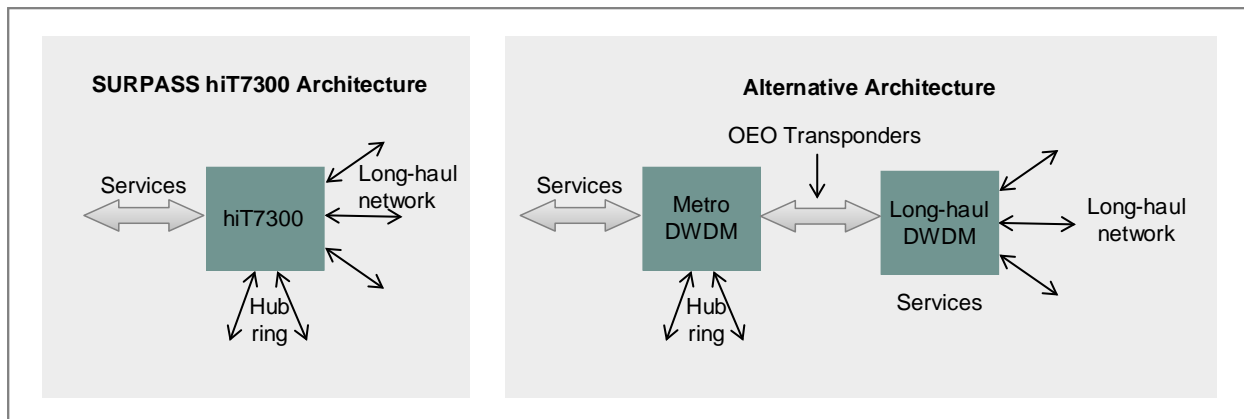 SURPASS hiT7300 Architecture
Services
hiT7300
Long-haul
network
Hub
ring
Alternative Architecture
OEO Transponders
Services
Metro
DWDM
Long-haul
DWDM
Long-haul
network
Hub
ring
Services